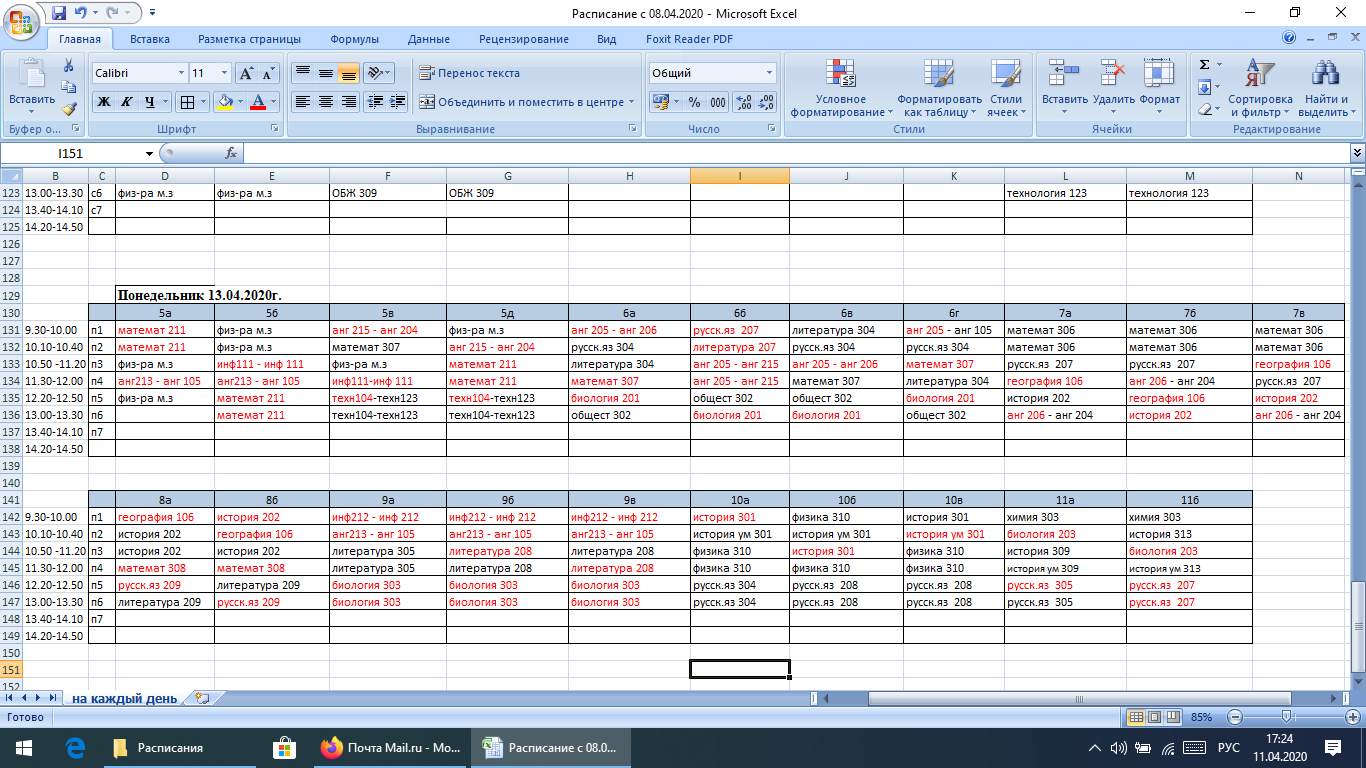 Расписание с 08.04.2020 - Microsoft Excel
Главная Вставка Разметка страницы Формулы Данные Рецензирование Вид Foxit Reader PDF
Вставить
Calibri 11
Ж К Ч
Перенос текста
Объединить и поместить в центре
Общий
% 000
Условное форматирование
Форматировать как таблицу
Стили ячеек
Вставить Удалить Формат
Сортировка и фильтр
Найти и выделить
Буфер о... Шрифт Выравнивание Число Стили Ячейки Редактирование
I151 fx
B C D E F G H I J K L M N
123 13.00-13.30 с6 физ-ра м.з физ-ра м.з ОБЖ 309 ОБЖ 309 технология 123 технология 123
124 13.40-14.10 с7
125 14.20-14.50
126
127
128
129 Понедельник 13.04.2020г.
130 5а 5б 5в 5д 6а 6б 6в 6г 7а 7б 7в
131 9.30-10.00 п1 математ 211 физ-ра м.з анг 215 - анг 204 физ-ра м.з анг 205 - анг 206 русск.яз 207 литература 304 анг 205 - анг 105 математ 306 математ 306 математ 306
132 10.10-10.40 п2 математ 211 физ-ра м.з математ 307 анг 215 - анг 204 русск.яз 304 литература 207 русск.яз 304 русск.яз 304 математ 306 математ 306 математ 306
133 10.50 -11.20 п3 физ-ра м.з инф111 - инф 111 физ-ра м.з математ 211 литература 304 анг 205 - анг 215 анг 205 - анг 206 математ 307 русск.яз 207 русск.яз 207 география 106
134 11.30-12.00 п4 анг213 - анг 105 анг213 - анг 105 инф111-инф 111 математ 211 математ 307 анг 205 - анг 215 математ 307 литература 304 география 106 анг 206 - анг 204 русск.яз 207
135 12.20-12.50 п5 физ-ра м.з математ 211 техн104-техн123 техн104-техн123 биология 201 общест 302 общест 302 биология 201 история 202 география 106 история 202
136 13.00-13.30 п6 математ 211 техн104-техн123 техн104-техн123 общест 302 биология 201 биология 201 общест 302 анг 206 - анг 204 история 202 анг 206 - анг 204
137 13.40-14.10 п7
138 14.20-14.50
139
140
141 8а 8б 9а 9б 9в 10а 10б 10в 11а 11б
142 9.30-10.00 п1 география 106 история 202 инф212 - инф 212 инф212 - инф 212 инф212 - инф 212 история 301 физика 310 история 301 химия 303 химия 303
143 10.10-10.40 п2 история 202 география 106 анг213 - анг 105 анг213 - анг 105 анг213 - анг 105 история ум 301 история ум 301 история ум 301 биология 203 история 313
144 10.50 -11.20 п3 история 202 история 202 литература 305 литература 208 литература 208 физика 310 история 301 физика 310 история 309 биология 203
145 11.30-12.00 п4 математ 308 математ 308 литература 305 литература 208 литература 208 физика 310 физика 310 физика 310 история ум 309 история ум 313
146 12.20-12.50 п5 русск.яз 209 литература 209 биология 303 биология 303 биология 303 русск.яз 304 русск.яз 208 русск.яз 208 русск.яз 305 русск.яз 207
147 13.00-13.30 п6 литература 209 русск.яз 209 биология 303 биология 303 биология 303 русск.яз 304 русск.яз 208 русск.яз 208 русск.яз 305 русск.яз 207
148 13.40-14.10 п7
149 14.20-14.50
150
151
152
на каждый день
Готово 85%
Расписания Почта Mail.ru - Mo... Расписание с 08.0... РУС 17:24
11.04.2020